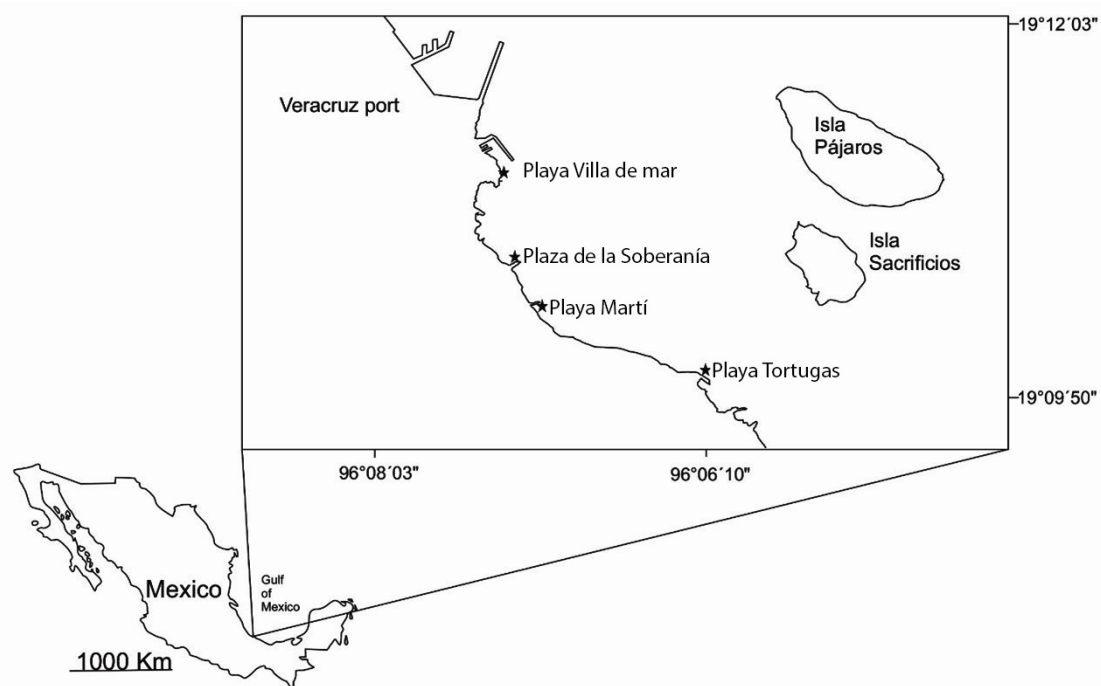 19°12´03"
Veracruz port
Isla
Pájaros
Playa Villa de mar
Isla
Sacrificios
Plaza de la Soberanía
Playa Martí
Playa Tortugas
19°09´50"
96°08´03"
96°06´10"
Gulf
of
Mexico
Mexico
1000 Km